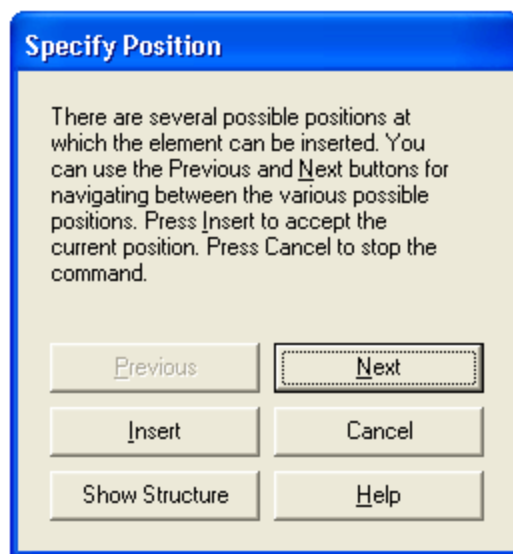 Specify Position
There are several possible positions at
which the element can be inserted. You
can use the Previous and Next buttons for
navigating between the various possible
positions. Press Insert to accept the
current position. Press Cancel to stop the
command.
Previous
Next
Insert
Cancel
Show Structure
Help